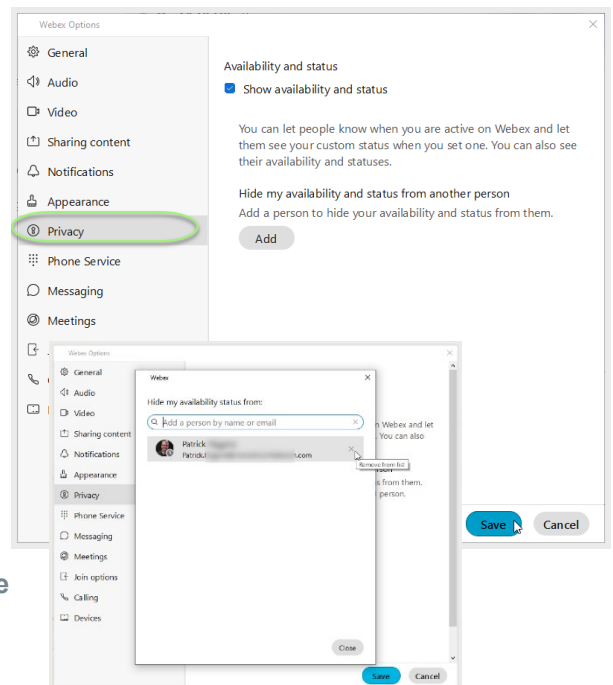 Webex Options
General
Audio
Video
Sharing content
Notifications
Appearance
Privacy
Phone Service
Messaging
Meetings
Availability and status
Show availability and status
You can let people know when you are active on Webex and let
them see your custom status when you set one. You can also see
their availability and statuses.
Hide my availability and status from another person
Add a person to hide your availability and status from them.
Add
Save
Cancel
e
Webex Options
General
Audio
Video
Sharing content
Notifications
Appearance
Privacy
Phone Service
Messaging
Meetings
Join options
Calling
Devices
n Webex and let
You can also
s from them.
person.
Webex
Hide my availability status from:
Add a person by name or email
Patrick
.com
Remove from list
Close
Save
Cancel